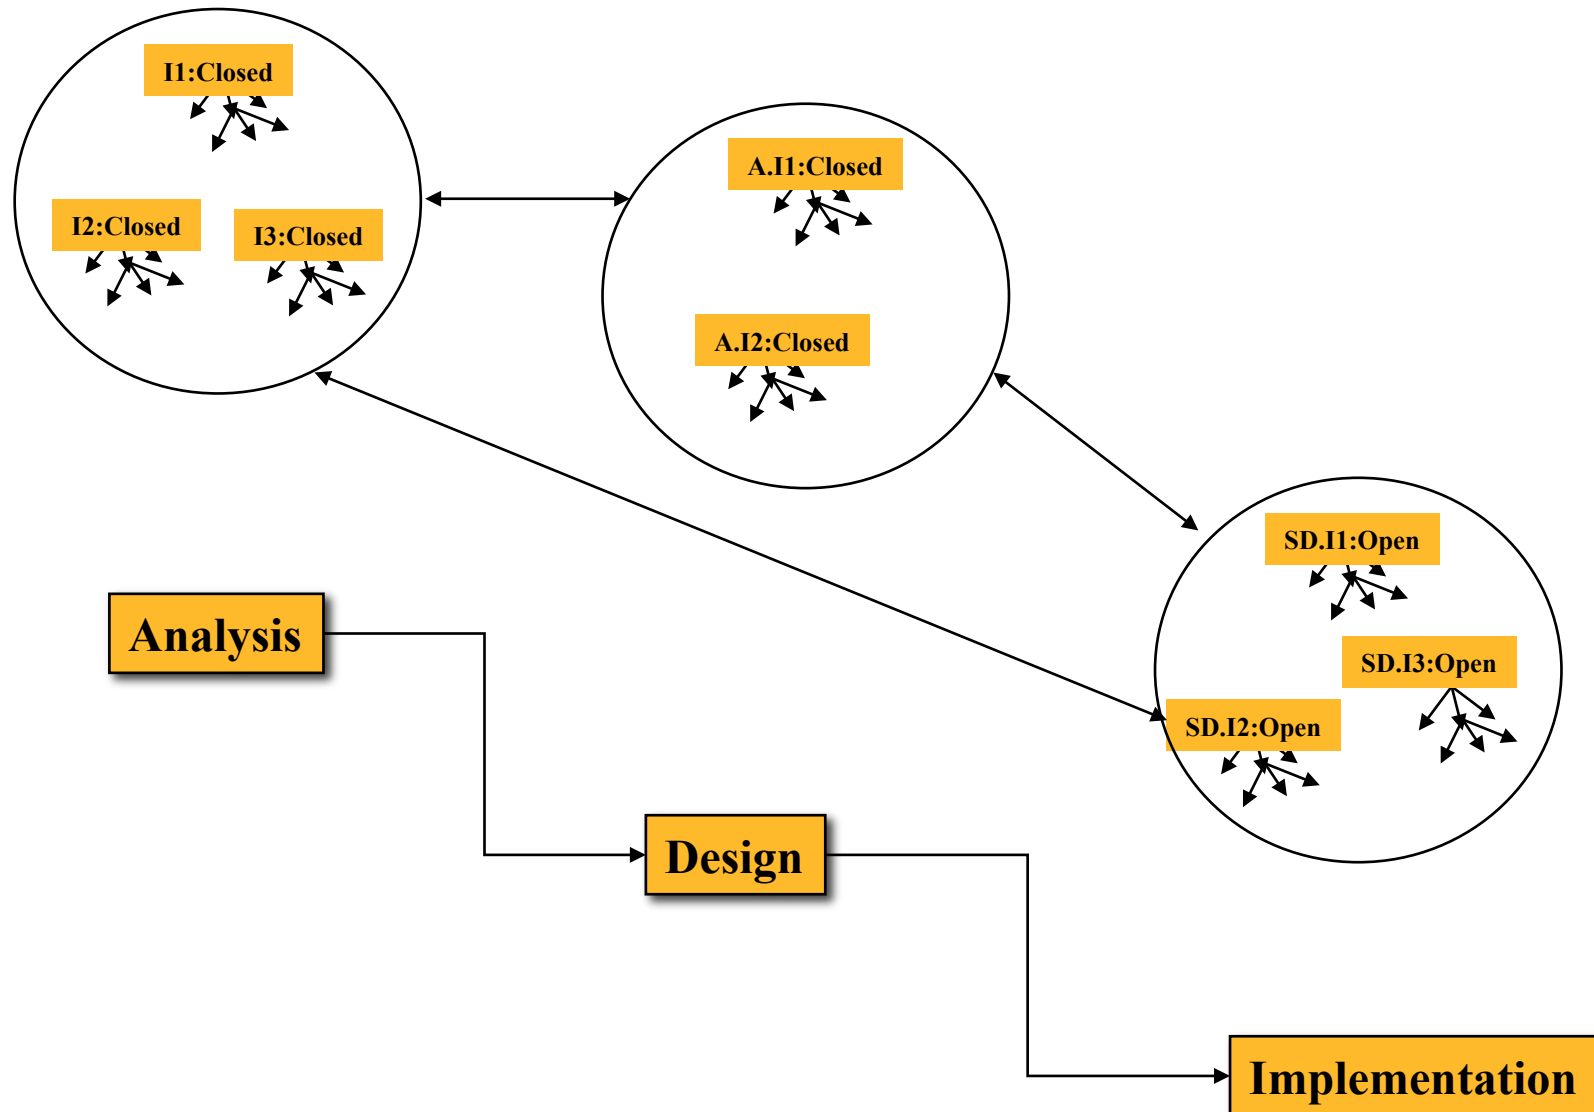 I1:Closed
A.I1:Closed
I2:Closed
I3:Closed
A.I2:Closed
SD.I1:Open
SD.I3:Open
SD.I2:Open
Analysis
Design
Implementation